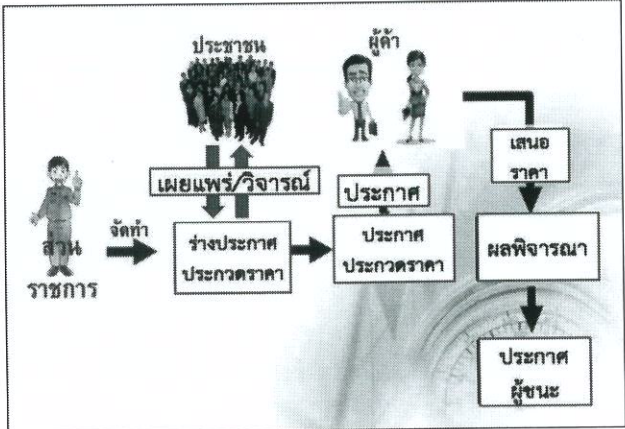 ประชาชน
ผู้ค้า
เผยแพร่/วิจารณ์
ประกาศ
เสนอ
ราคา
ส่วน
ราชการ
จัดทำ
ร่างประกาศ
ประกวดราคา
ประกาศ
ประกวดราคา
ผลพิจารณา
ประกาศ
ผู้ชนะ